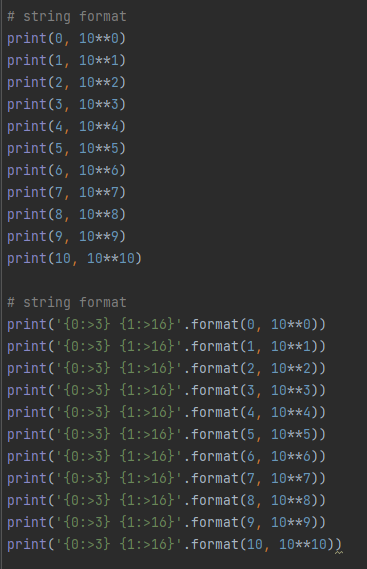 # string format
print(0, 10**0)
print(1, 10**1)
print(2, 10**2)
print(3, 10**3)
print(4, 10**4)
print(5, 10**5)
print(6, 10**6)
print(7, 10**7)
print(8, 10**8)
print(9, 10**9)
print(10, 10**10)

# string format
print('{0:>3} {1:>16}'.format(0, 10**0))
print('{0:>3} {1:>16}'.format(1, 10**1))
print('{0:>3} {1:>16}'.format(2, 10**2))
print('{0:>3} {1:>16}'.format(3, 10**3))
print('{0:>3} {1:>16}'.format(4, 10**4))
print('{0:>3} {1:>16}'.format(5, 10**5))
print('{0:>3} {1:>16}'.format(6, 10**6))
print('{0:>3} {1:>16}'.format(7, 10**7))
print('{0:>3} {1:>16}'.format(8, 10**8))
print('{0:>3} {1:>16}'.format(9, 10**9))
print('{0:>3} {1:>16}'.format(10, 10**10))